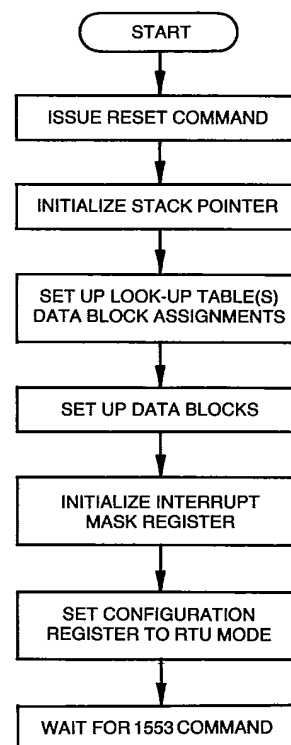 START
ISSUE RESET COMMAND
INITIALIZE STACK POINTER
SET UP LOOK-UP TABLE(S)
DATA BLOCK ASSIGNMENTS
SET UP DATA BLOCKS
INITIALIZE INTERRUPT
MASK REGISTER
SET CONFIGURATION
REGISTER TO RTU MODE
WAIT FOR 1553 COMMAND